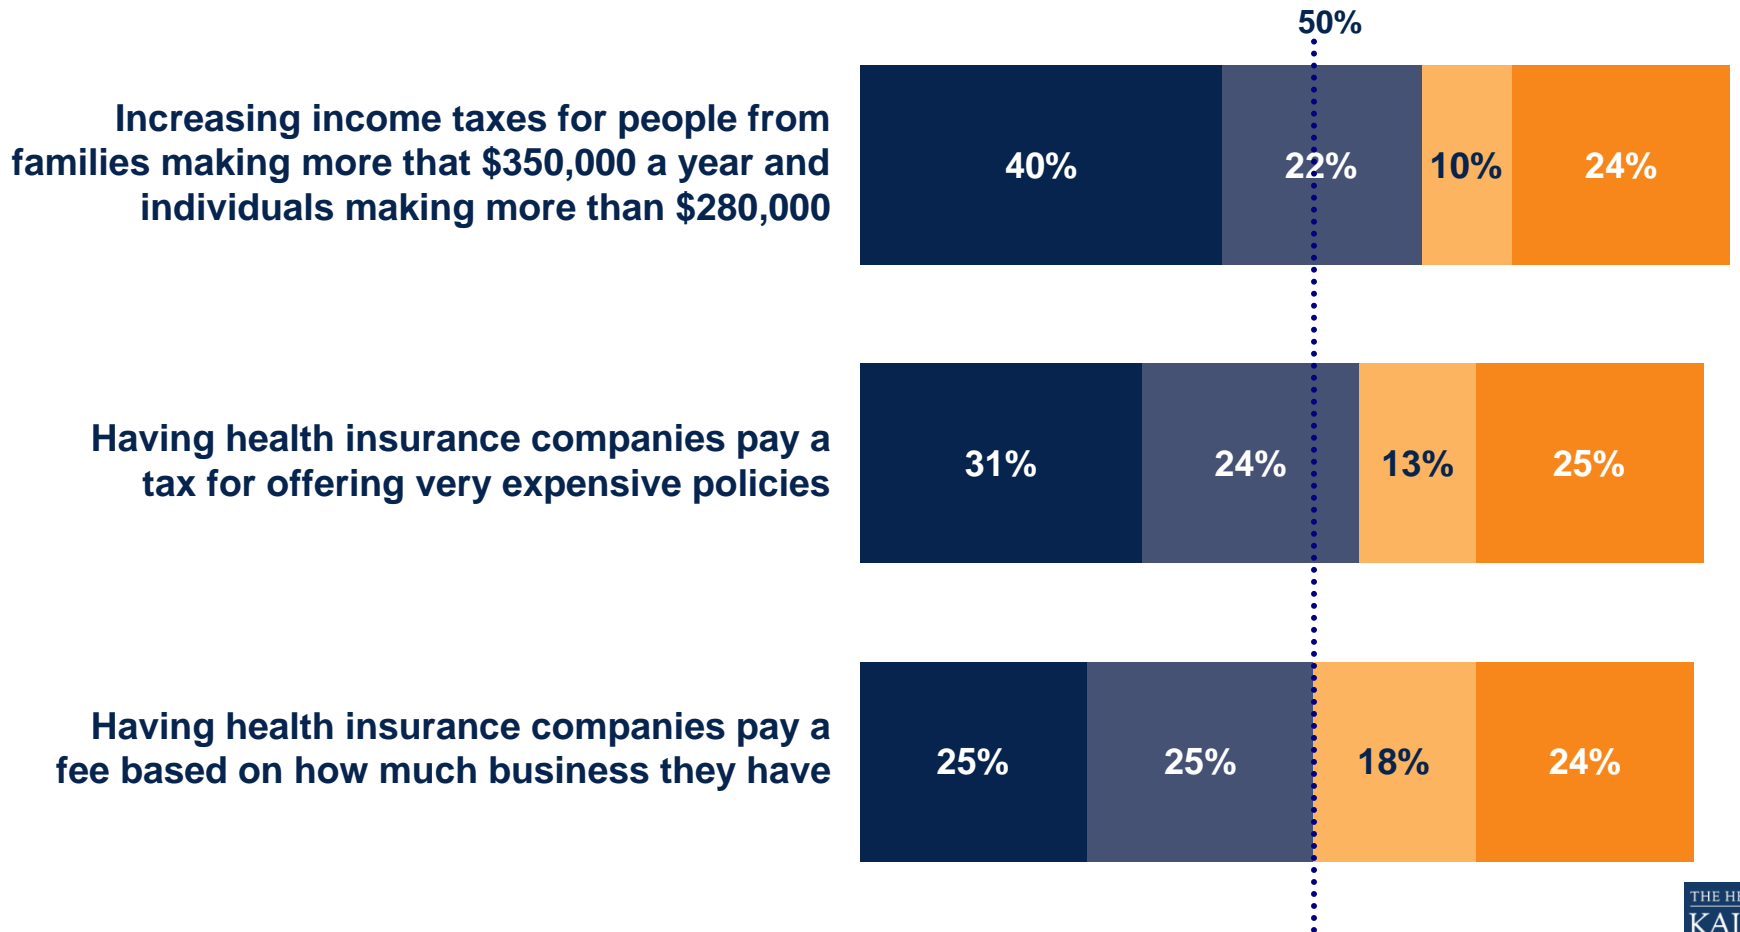 50%
Increasing income taxes for people from
families making more that $350,000 a year and
individuals making more than $280,000
40% 22% 10% 24%
Having health insurance companies pay a
tax for offering very expensive policies
31% 24% 13% 25%
Having health insurance companies pay a
fee based on how much business they have
25% 25% 18% 24%
THE